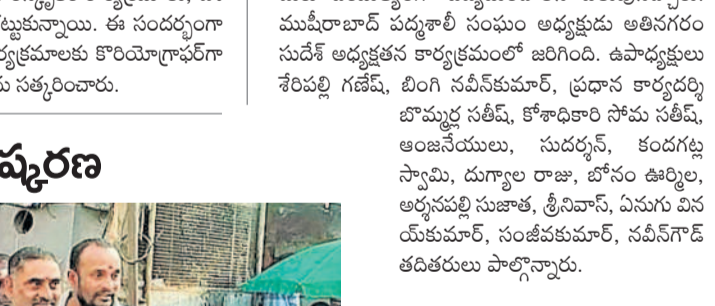 ట్టుకున్నాయి. ఈ సందర్భంగా
ర్యక్రమాలకు కొరియోగ్రాఫర్‌గా
సత్కరించారు.
ష్కరణ
ముషీరాబాద్ పద్మశాలీ సంఘం అధ్యక్షుడు అతినగరం
సుదేశ్ అధ్యక్షతన కార్యక్రమంలో జరిగింది. ఉపాధ్యక్షులు
శేరిపల్లి గణేష్, బింగి నవీన్‌కుమార్, ప్రధాన కార్యదర్శి
బొమ్మర్ల సతీష్, కోశాధికారి సోమ సతీష్,
ఆంజనేయులు, సుదర్శన్, కందగట్ల
స్వామి, దుగ్యాల రాజు, బోనం ఊర్మిల,
అర్శనపల్లి సుజాత, శ్రీనివాస్, ఏనుగు విన
య్‌కుమార్, సంజీవకుమార్, నవీన్‌గౌడ్
తదితరులు పాల్గొన్నారు.